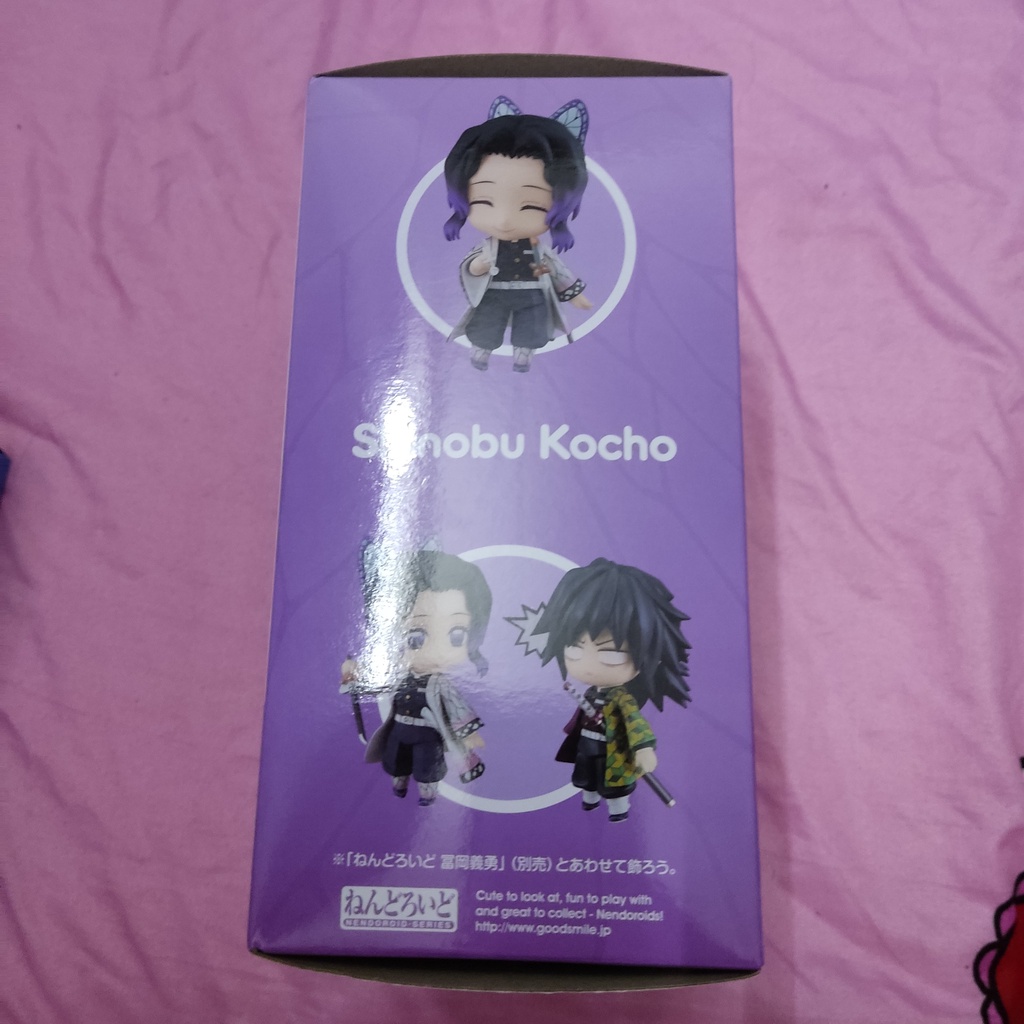 Shinobu Kocho
※「ねんどろいど 冨岡義勇」（別売）とあわせて飾ろう。
ねんどろいど
NENDOROID SERIES
Cute to look at, fun to play with
and great to collect - Nendoroids!
http://www.goodsmile.jp